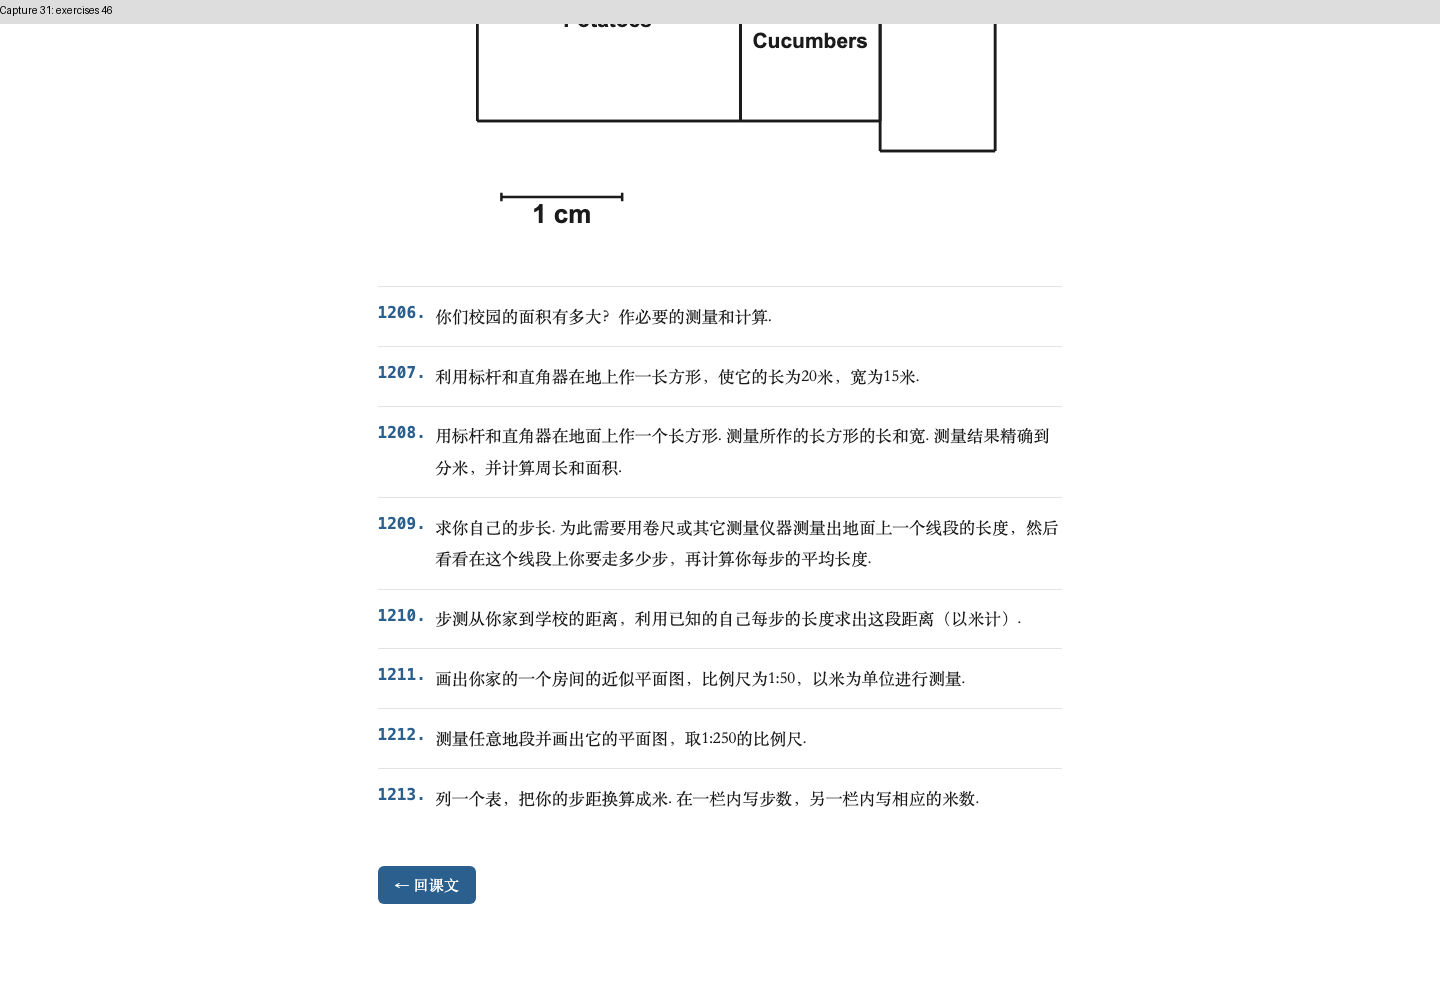 Capture 31: exercises 46
Cucumbers
1 cm
1206. 你们校园的面积有多大？作必要的测量和计算.
1207. 利用标杆和直角器在地上作一长方形，使它的长为20米，宽为15米.
1208. 用标杆和直角器在地面上作一个长方形. 测量所作的长方形的长和宽. 测量结果精确到
分米，并计算周长和面积.
1209. 求你自己的步长. 为此需要用卷尺或其它测量仪器测量出地面上一个线段的长度，然后
看看在这个线段上你要走多少步，再计算你每步的平均长度.
1210. 步测从你家到学校的距离，利用已知的自己每步的长度求出这段距离（以米计）.
1211. 画出你家的一个房间的近似平面图，比例尺为1:50，以米为单位进行测量.
1212. 测量任意地段并画出它的平面图，取1:250的比例尺.
1213. 列一个表，把你的步距换算成米. 在一栏内写步数，另一栏内写相应的米数.
← 回课文